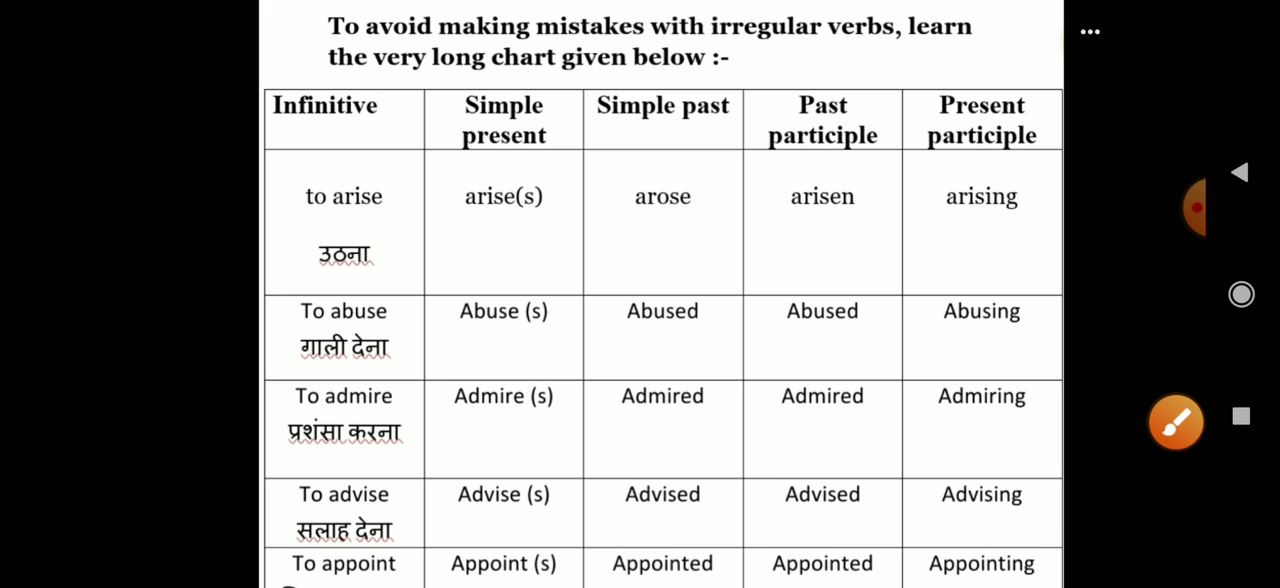 To avoid making mistakes with irregular verbs, learn
the very long chart given below :-
Infinitive Simple present Simple past Past participle Present participle
to arise arise(s) arose arisen arising
उठना
To abuse Abuse (s) Abused Abused Abusing
गाली देना
To admire Admire (s) Admired Admired Admiring
प्रशंसा करना
To advise Advise (s) Advised Advised Advising
सलाह देना
To appoint Appoint (s) Appointed Appointed Appointing